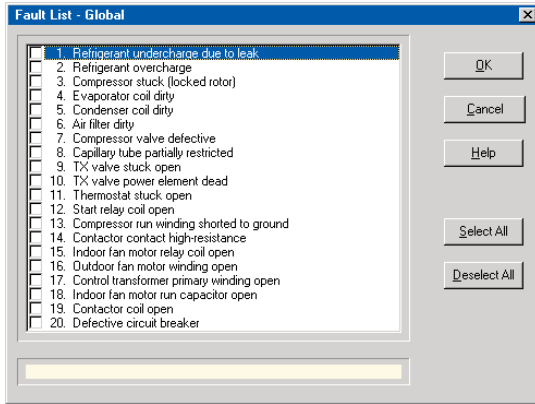 Fault List - Global
1. Refrigerant undercharge due to leak
2. Refrigerant overcharge
3. Compressor stuck (locked rotor)
4. Evaporator coil dirty
5. Condenser coil dirty
6. Air filter dirty
7. Compressor valve defective
8. Capillary tube partially restricted
9. TX valve stuck open
10. TX valve power element dead
11. Thermostat stuck open
12. Start relay coil open
13. Compressor run winding shorted to ground
14. Contactor contact high-resistance
15. Indoor fan motor relay coil open
16. Outdoor fan motor winding open
17. Control transformer primary winding open
18. Indoor fan motor run capacitor open
19. Contactor coil open
20. Defective circuit breaker
OK
Cancel
Help
Select All
Deselect All